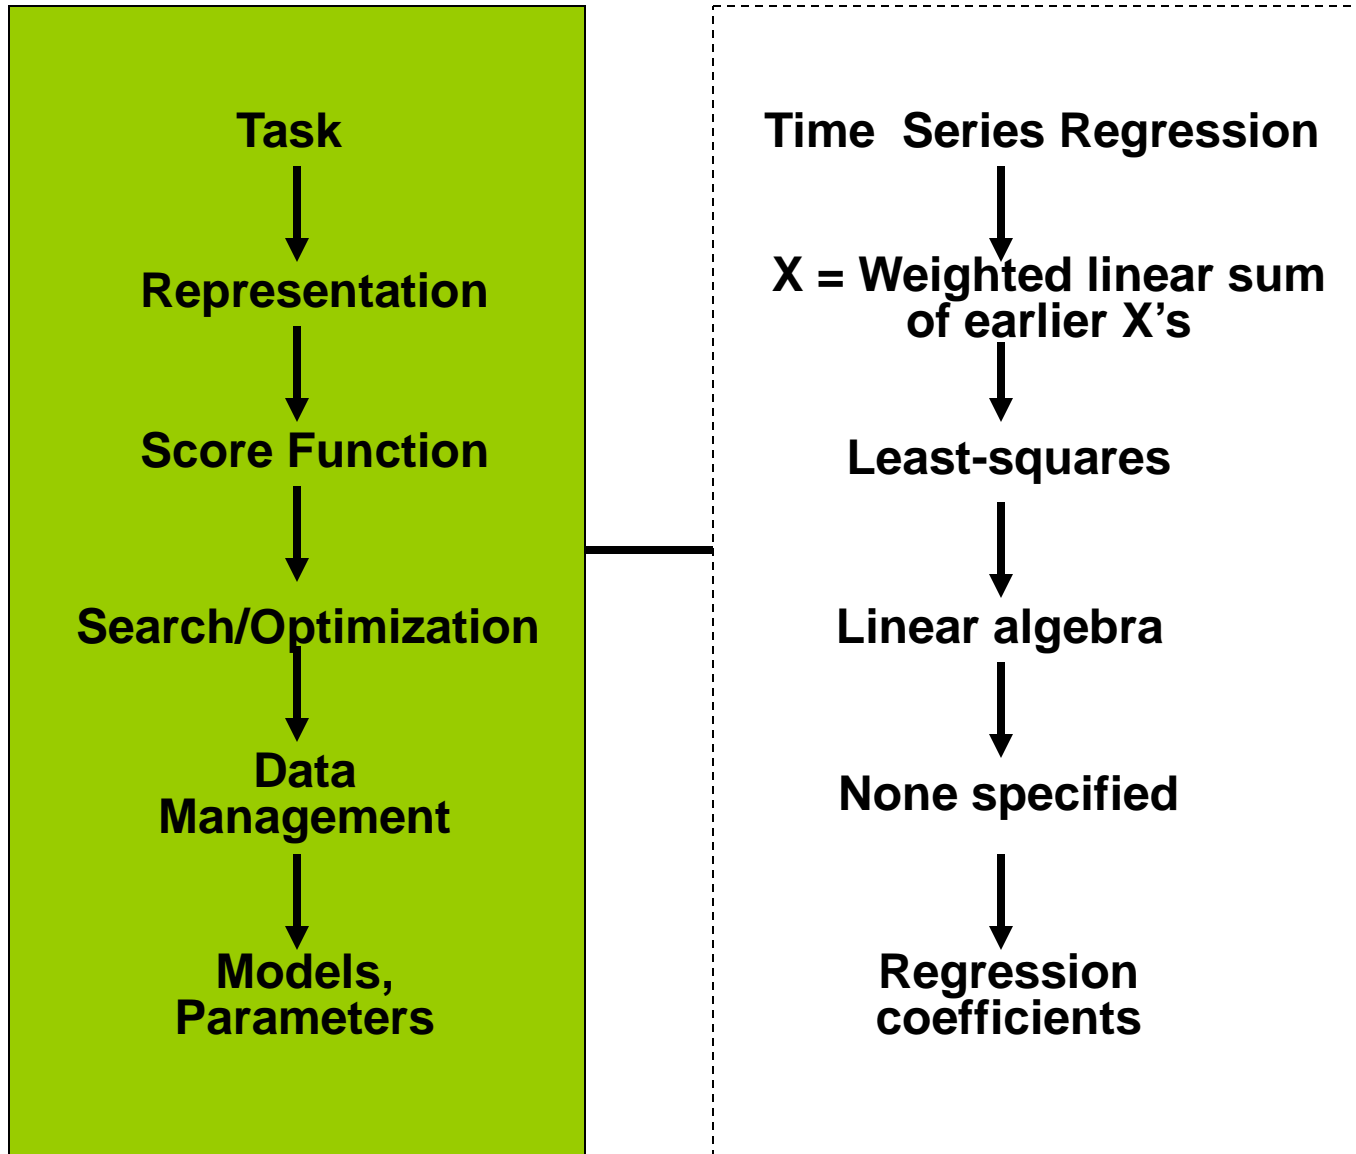 Task
Representation
Score Function
Search/Optimization
Data
Management
Models,
Parameters
Time  Series Regression
X = Weighted linear sum
of earlier X’s
Least-squares
Linear algebra
None specified
Regression
coefficients